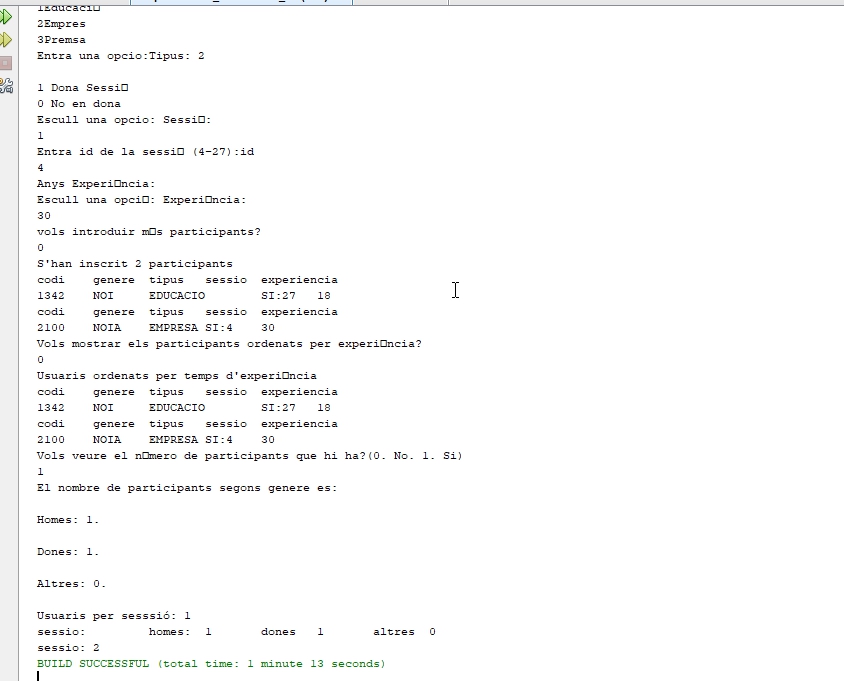 1Educaci□
2Empres
3Premsa
Entra una opcio:Tipus: 2
1 Dona Sessi□
0 No en dona
Escull una opcio: Sessi□:
1
Entra id de la sessi□ (4-27):id
4
Anys Experi□ncia:
Escull una opci□: Experi□ncia:
30
vols introduir m□s participants?
0
S'han inscrit 2 participants
codi genere tipus sessio experiencia
1342 NOI EDUCACIO SI:27 18
codi genere tipus sessio experiencia
2100 NOIA EMPRESA SI:4 30
Vols mostrar els participants ordenats per experi□ncia?
0
Usuaris ordenats per temps d'experi□ncia
codi genere tipus sessio experiencia
1342 NOI EDUCACIO SI:27 18
codi genere tipus sessio experiencia
2100 NOIA EMPRESA SI:4 30
Vols veure el n□mero de participants que hi ha?(0. No. 1. Si)
1
El nombre de participants segons genere es:
Homes: 1.
Dones: 1.
Altres: 0.
Usuaris per sesssió: 1
sessio: homes: 1 dones 1 altres 0
sessio: 2
BUILD SUCCESSFUL (total time: 1 minute 13 seconds)